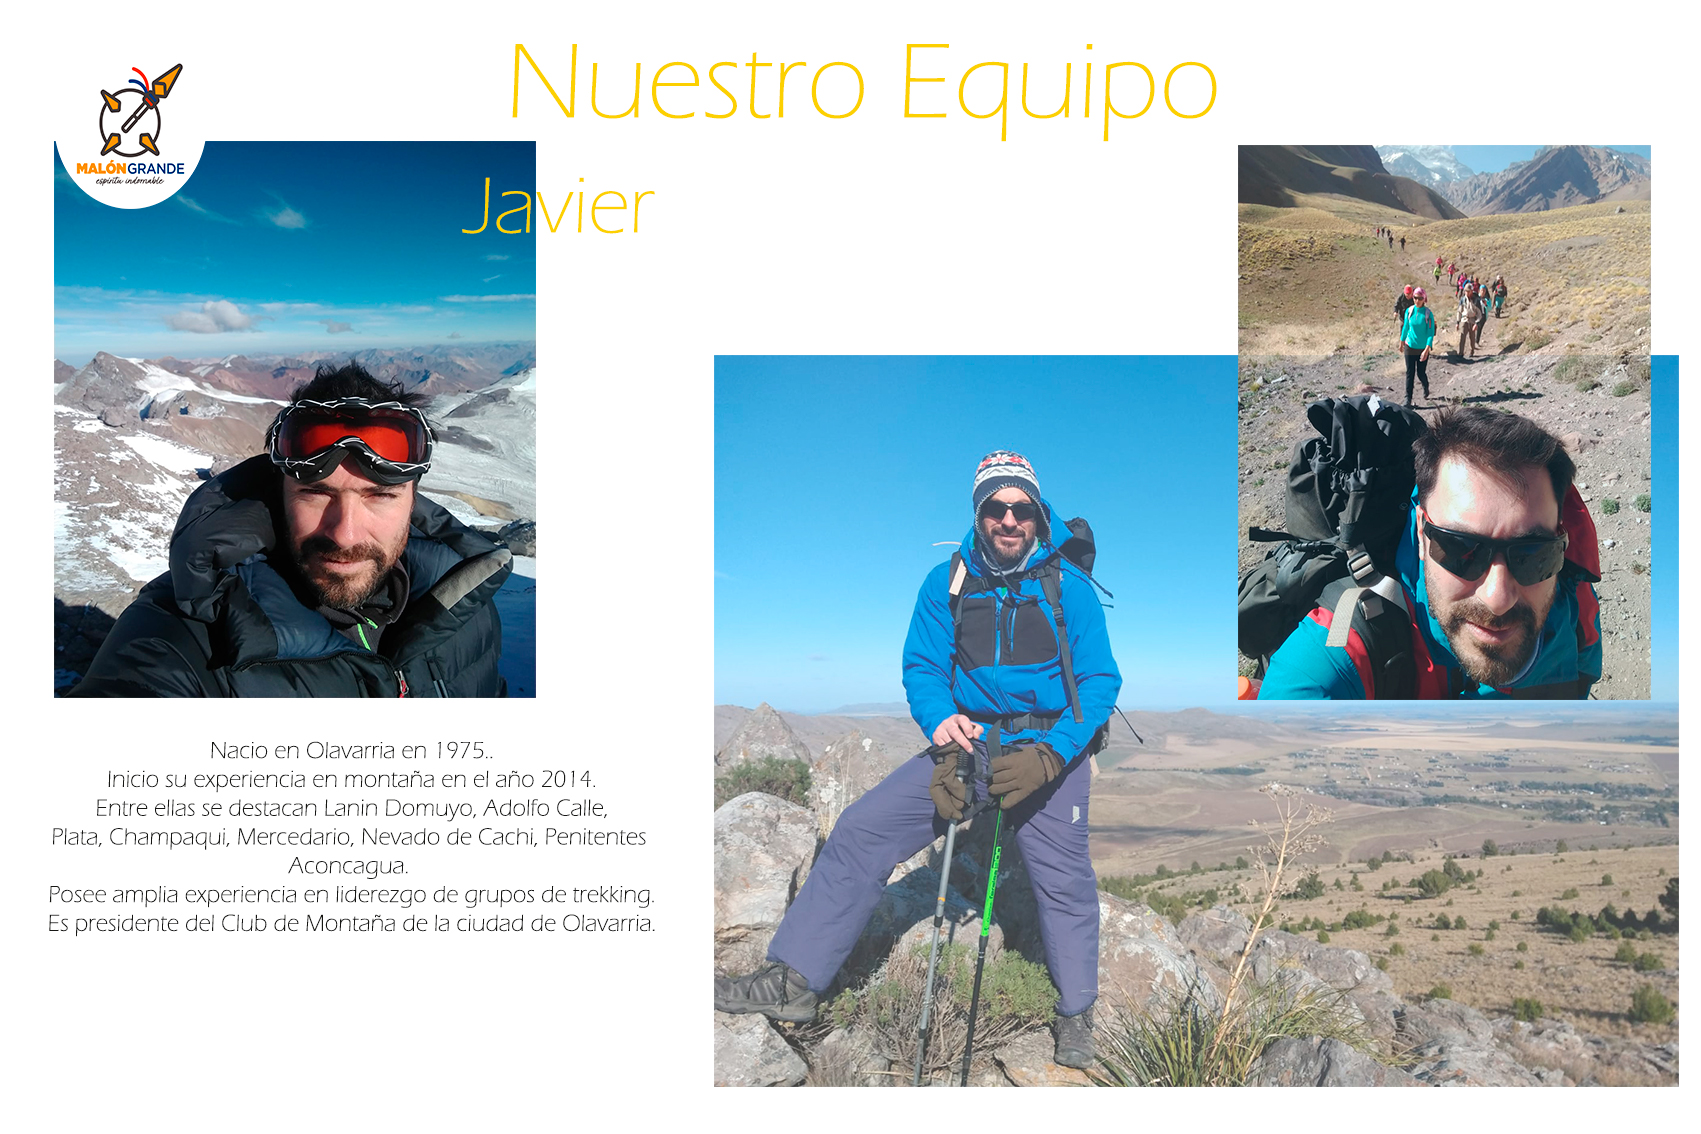 Nuestro Equipo
MALÓNGRANDE
espíritu indomable
Javier
Nacio en Olavarria en 1975..
Inicio su experiencia en montaña en el año 2014.
Entre ellas se destacan Lanin Domuyo, Adolfo Calle,
Plata, Champaqui, Mercedario, Nevado de Cachi, Penitentes
Aconcagua.
Posee amplia experiencia en liderezgo de grupos de trekking.
Es presidente del Club de Montaña de la ciudad de Olavarria.